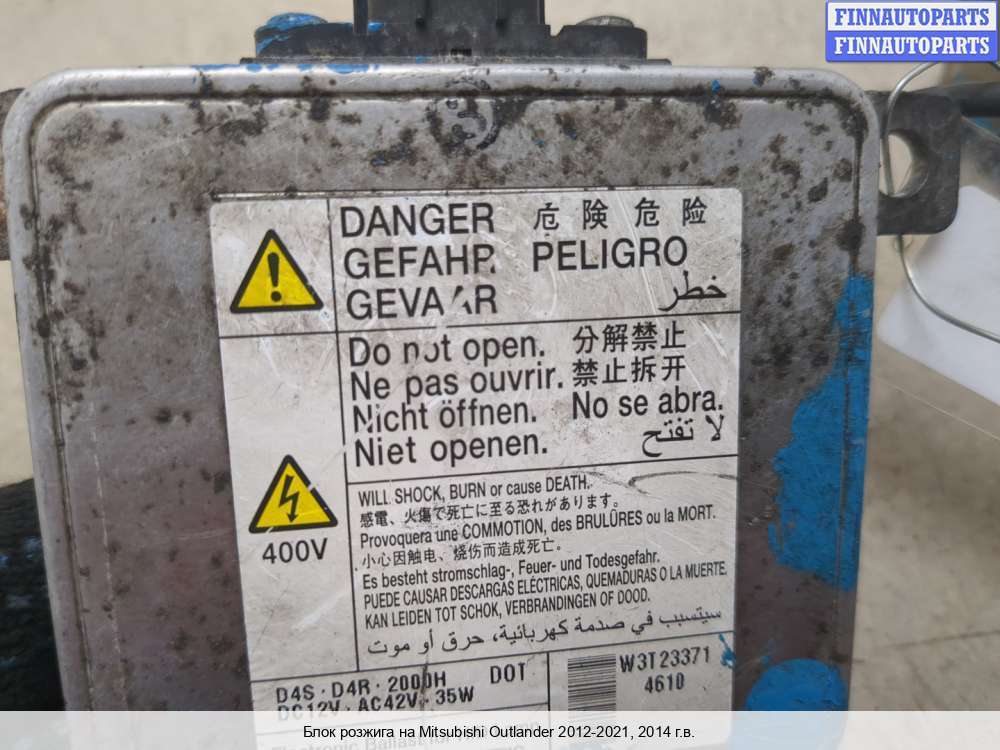 FINNAUTOPARTS
FINNAUTOPARTS
3
DANGER 危険 危险
GEFAHR PELIGRO
GEVAAR خطر
Do not open. 分解禁止
Ne pas ouvrir. 禁止拆开
Nicht öffnen. No se abra.
Niet openen. لا تفتح
400V
WILL SHOCK, BURN or cause DEATH.
感電、火傷で死亡に至る恐れがあります。
Provoquera une COMMOTION, des BRULÛRES ou la MORT.
小心因触电、烧伤而造成死亡。
Es besteht stromschlag-, Feuer- und Todesgefahr.
PUEDE CAUSAR DESCARGAS ELÉCTRICAS, QUEMADURAS O LA MUERTE.
KAN LEIDEN TOT SCHOK, VERBRANDINGEN OF DOOD.
سيتسبب في صدمة كهربائية، حرق أو موت
D4S · D4R · 2000H DOT
DC12V · AC42V · 35W
W3T23371
4610
Electronic Ballast for
Блок розжига на Mitsubishi Outlander 2012-2021, 2014 г.в.